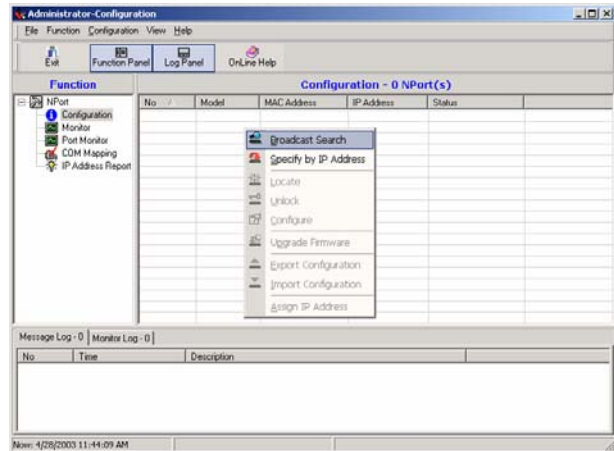 Administrator-Configuration
File Function Configuration View Help
Exit Function Panel Log Panel OnLine Help
Function
Configuration - 0 NPort(s)
NPort
Configuration
Monitor
Port Monitor
COM Mapping
IP Address Report
No Model MAC Address IP Address Status
Broadcast Search
Specify by IP Address
Locate
Unlock
Configure
Upgrade Firmware
Export Configuration
Import Configuration
Assign IP Address
Message Log - 0 Monitor Log - 0
No Time Description
Now: 4/28/2003 11:44:09 AM